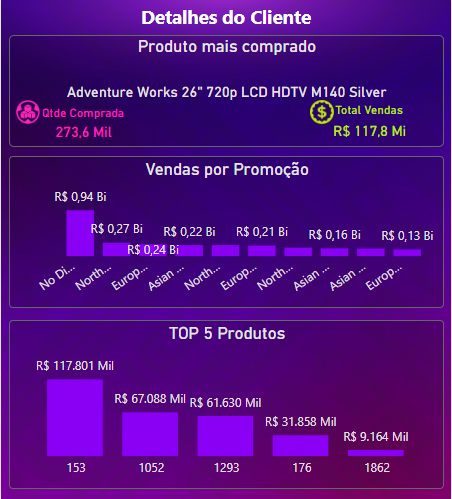 Detalhes do Cliente
Produto mais comprado
Adventure Works 26" 720p LCD HDTV M140 Silver
Qtde Comprada
273,6 Mil
Total Vendas
R$ 117,8 Mi
Vendas por Promoção
R$ 0,94 Bi
R$ 0,27 Bi
R$ 0,24 Bi
R$ 0,22 Bi
R$ 0,21 Bi
R$ 0,16 Bi
R$ 0,13 Bi
No Di...
North...
Europ...
Asian ...
North...
Europ...
North...
Asian ...
Asian ...
Europ...
TOP 5 Produtos
R$ 117.801 Mil
R$ 67.088 Mil
R$ 61.630 Mil
R$ 31.858 Mil
R$ 9.164 Mil
153
1052
1293
176
1862